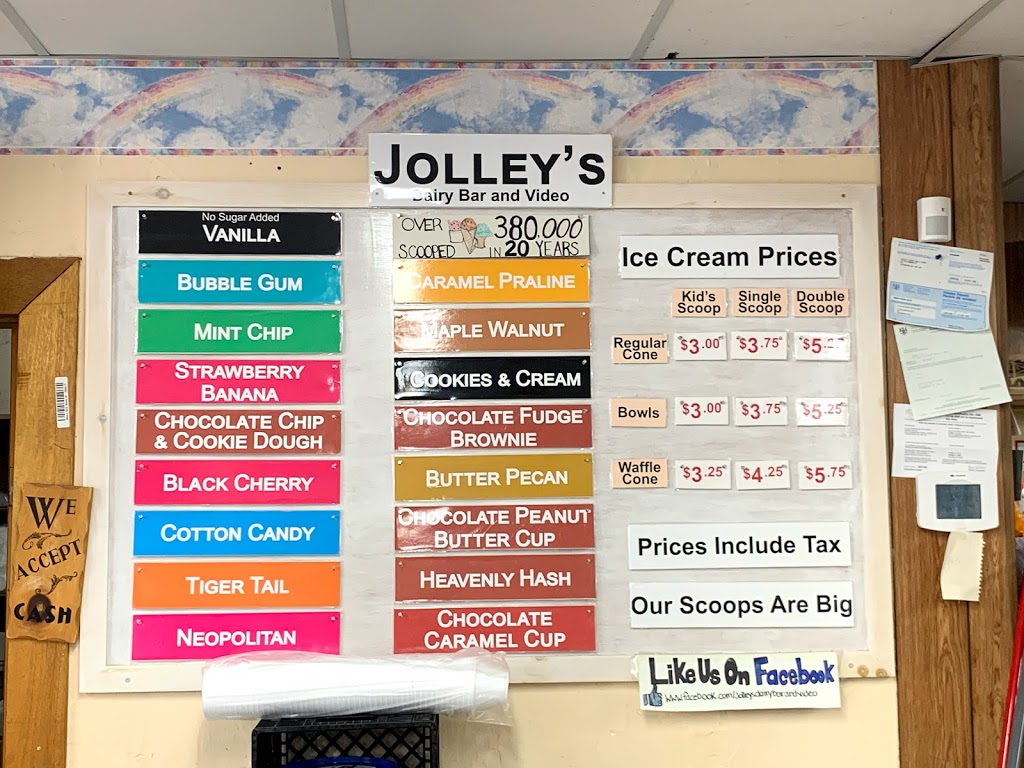 JOLLEY'S
Dairy Bar and Video
No Sugar Added
VANILLA
BUBBLE GUM
MINT CHIP
STRAWBERRY
BANANA
CHOCOLATE CHIP
& COOKIE DOUGH
BLACK CHERRY
COTTON CANDY
TIGER TAIL
NEOPOLITAN
OVER 380,000
SCOOPED IN 20 YEARS
CARAMEL PRALINE
MAPLE WALNUT
COOKIES & CREAM
CHOCOLATE FUDGE
BROWNIE
BUTTER PECAN
CHOCOLATE PEANUT
BUTTER CUP
HEAVENLY HASH
CHOCOLATE
CARAMEL CUP
Ice Cream Prices
Kid's Scoop Single Scoop Double Scoop
Regular Cone $3.00 $3.75 $5.25
Bowls $3.00 $3.75 $5.25
Waffle Cone $3.25 $4.25 $5.75
Prices Include Tax
Our Scoops Are Big
Like Us On Facebook
www.facebook.com/Jolleysdairybarandvideo
WE
ACCEPT
CASH